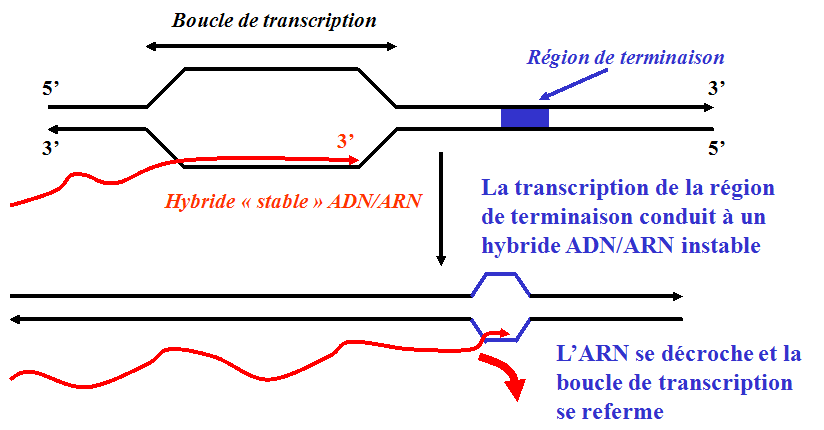 Boucle de transcription
Région de terminaison
5’
3’
3’
3’
5’
Hybride « stable » ADN/ARN
La transcription de la région
de terminaison conduit à un
hybride ADN/ARN instable
L’ARN se décroche et la
boucle de transcription
se referme